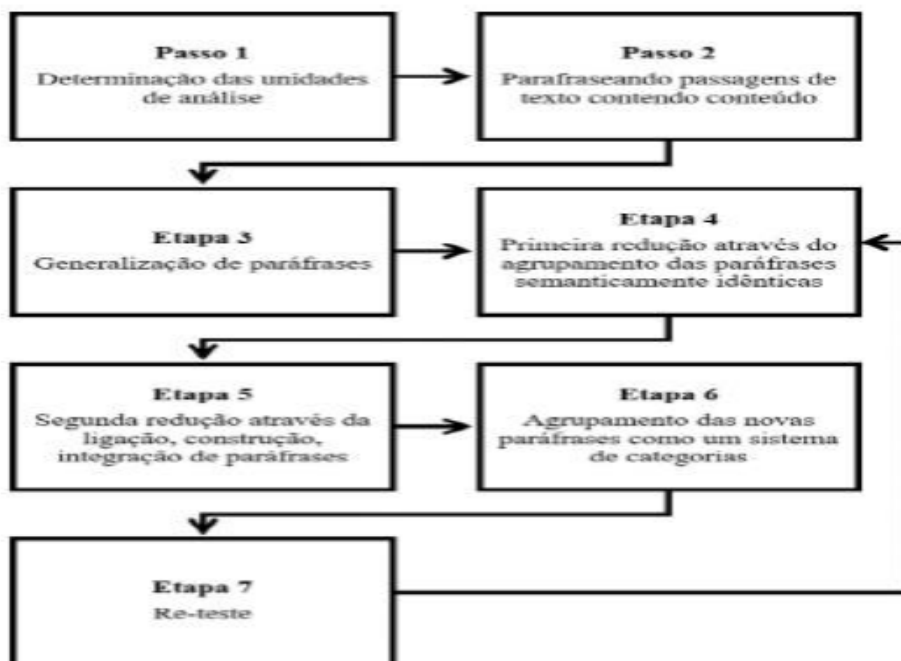 Passo 1
Determinação das unidades
de análise
Passo 2
Parafraseando passagens de
texto contendo conteúdo
Etapa 3
Generalização de paráfrases
Etapa 4
Primeira redução através do
agrupamento das paráfrases
semanticamente idênticas
Etapa 5
Segunda redução através da
ligação, construção,
integração de paráfrases
Etapa 6
Agrupamento das novas
paráfrases como um sistema
de categorias
Etapa 7
Re-teste